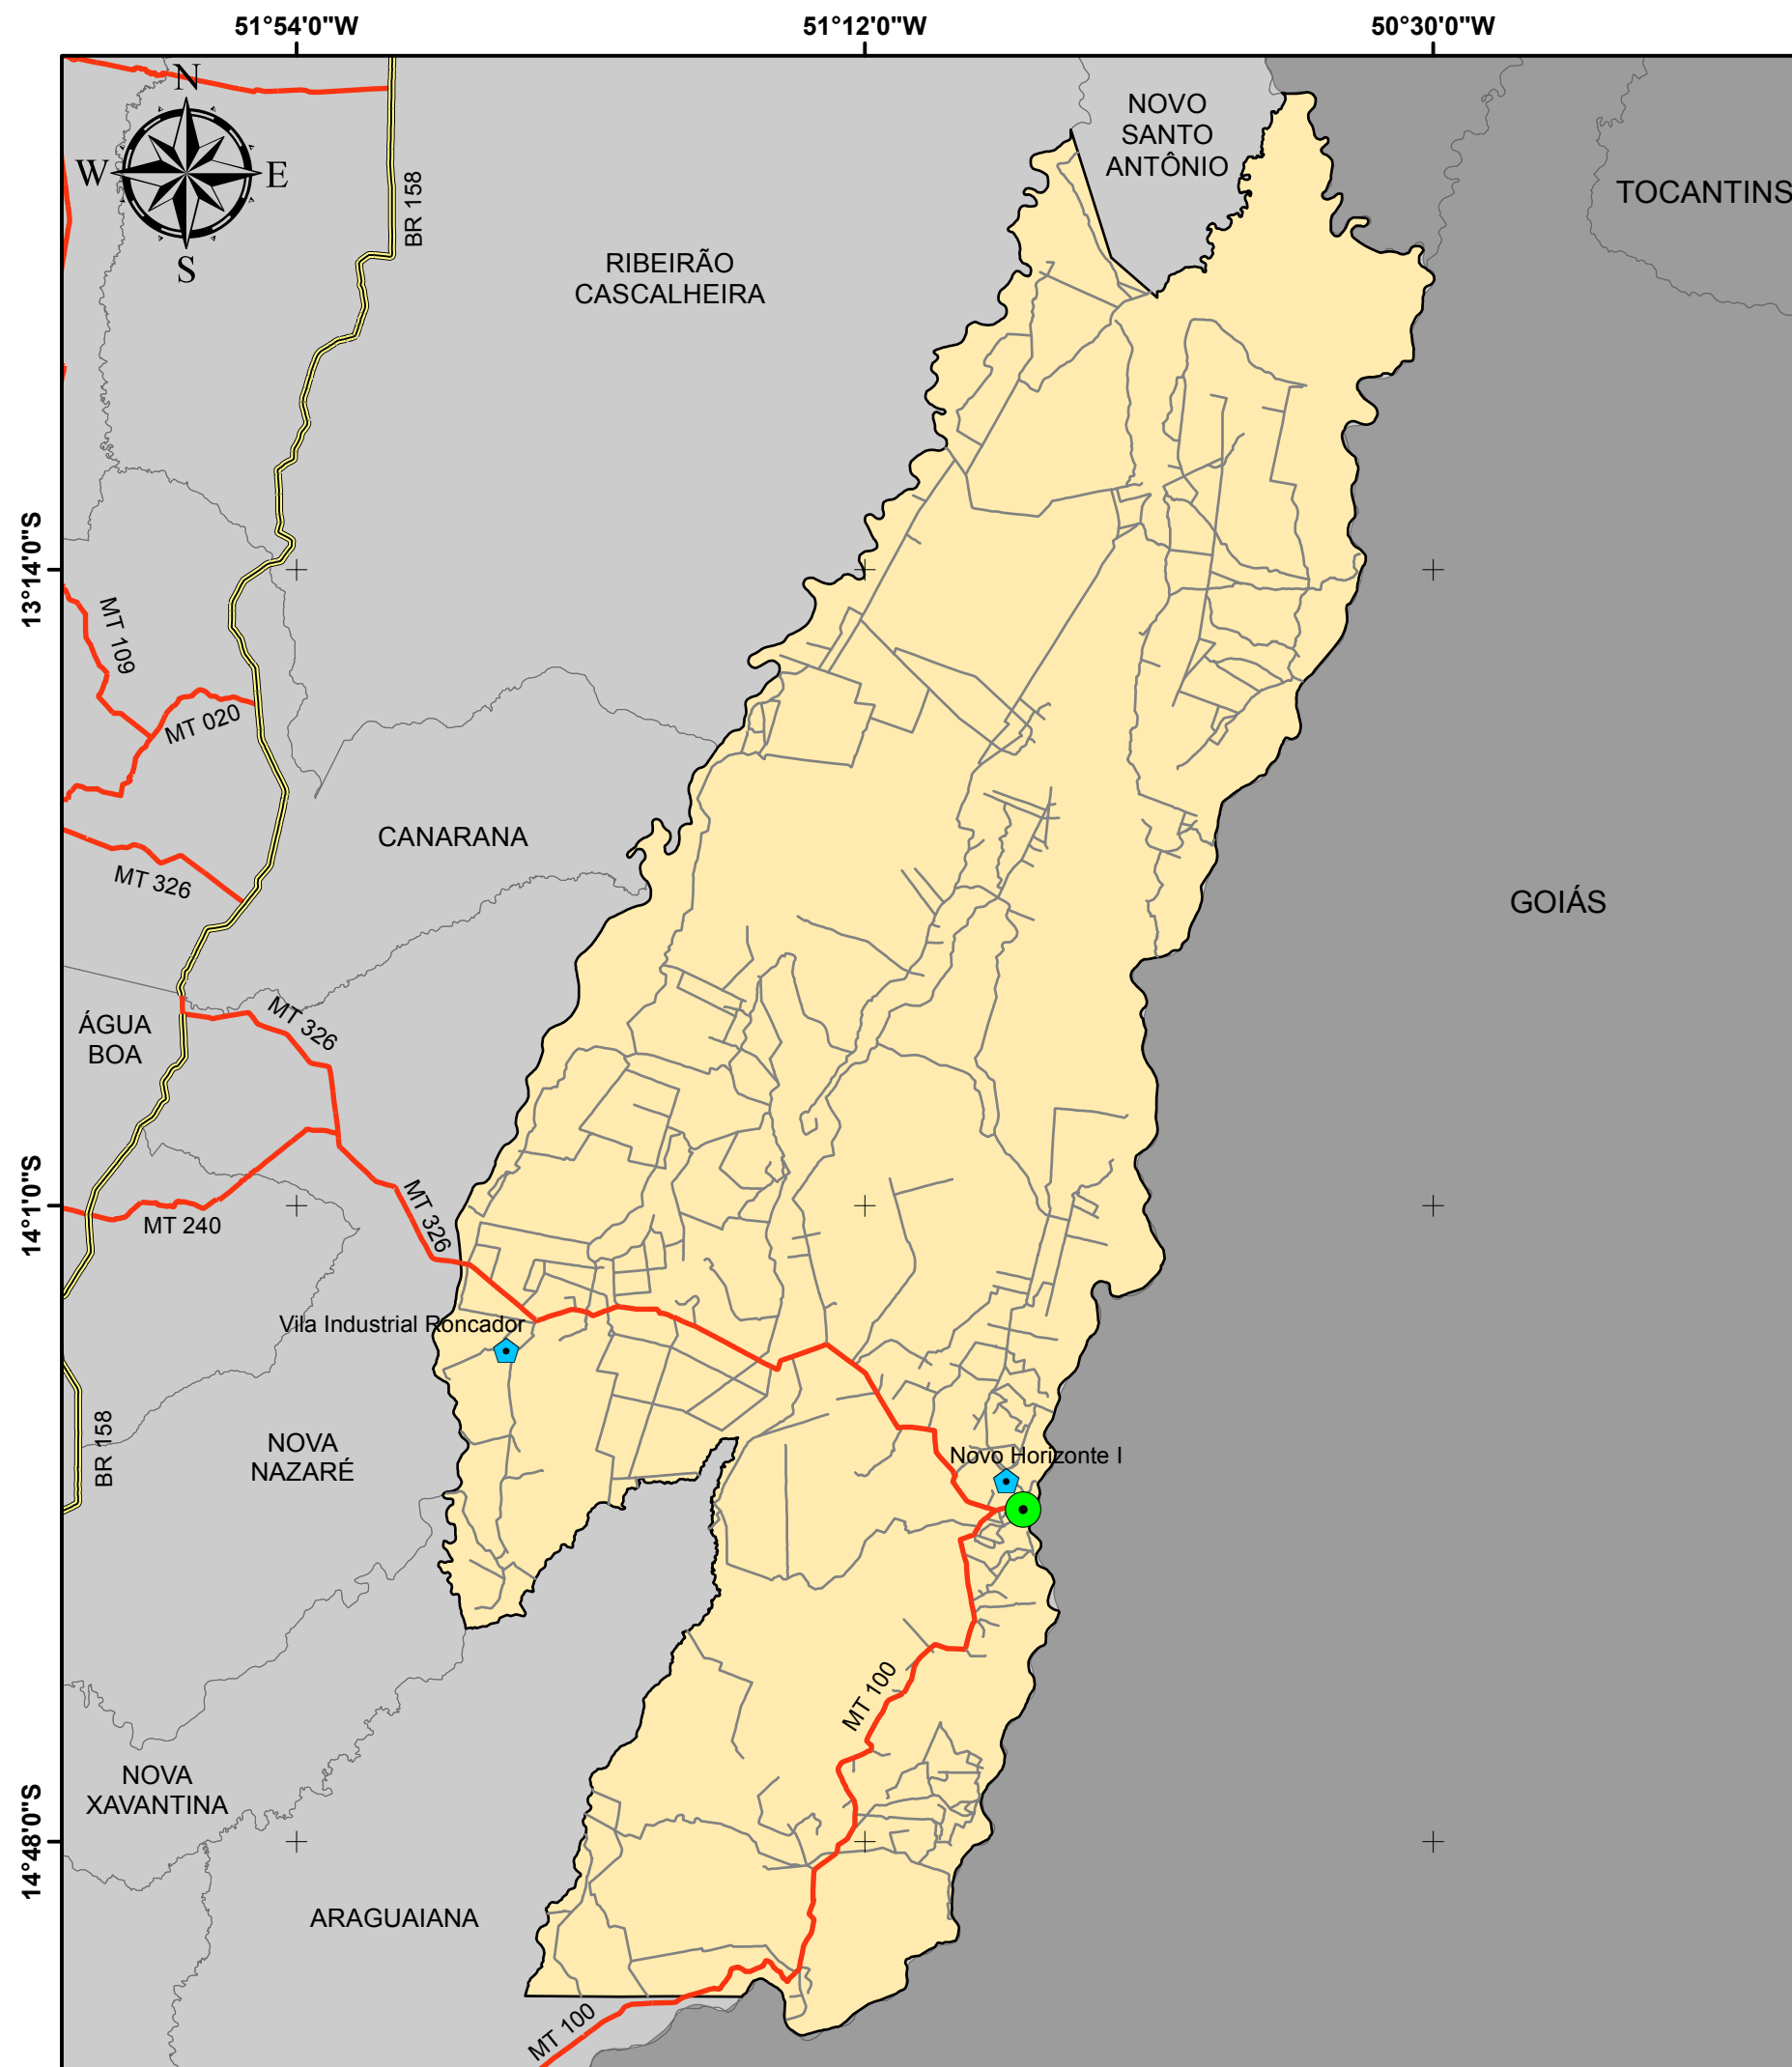 51°54'0"W
51°12'0"W
50°30'0"W
N
W
E
S
BR 158
NOVO
SANTO
ANTÔNIO
TOCANTINS
RIBEIRÃO
CASCALHEIRA
13°14'0"S
MT 109
MT 020
CANARANA
MT 326
GOIÁS
ÁGUA
BOA
MT 326
14°1'0"S
MT 240
MT 326
Vila Industrial Roncador
BR 158
NOVA
NAZARÉ
Novo Horizonte I
MT 100
NOVA
XAVANTINA
14°48'0"S
ARAGUAIANA
MT 100